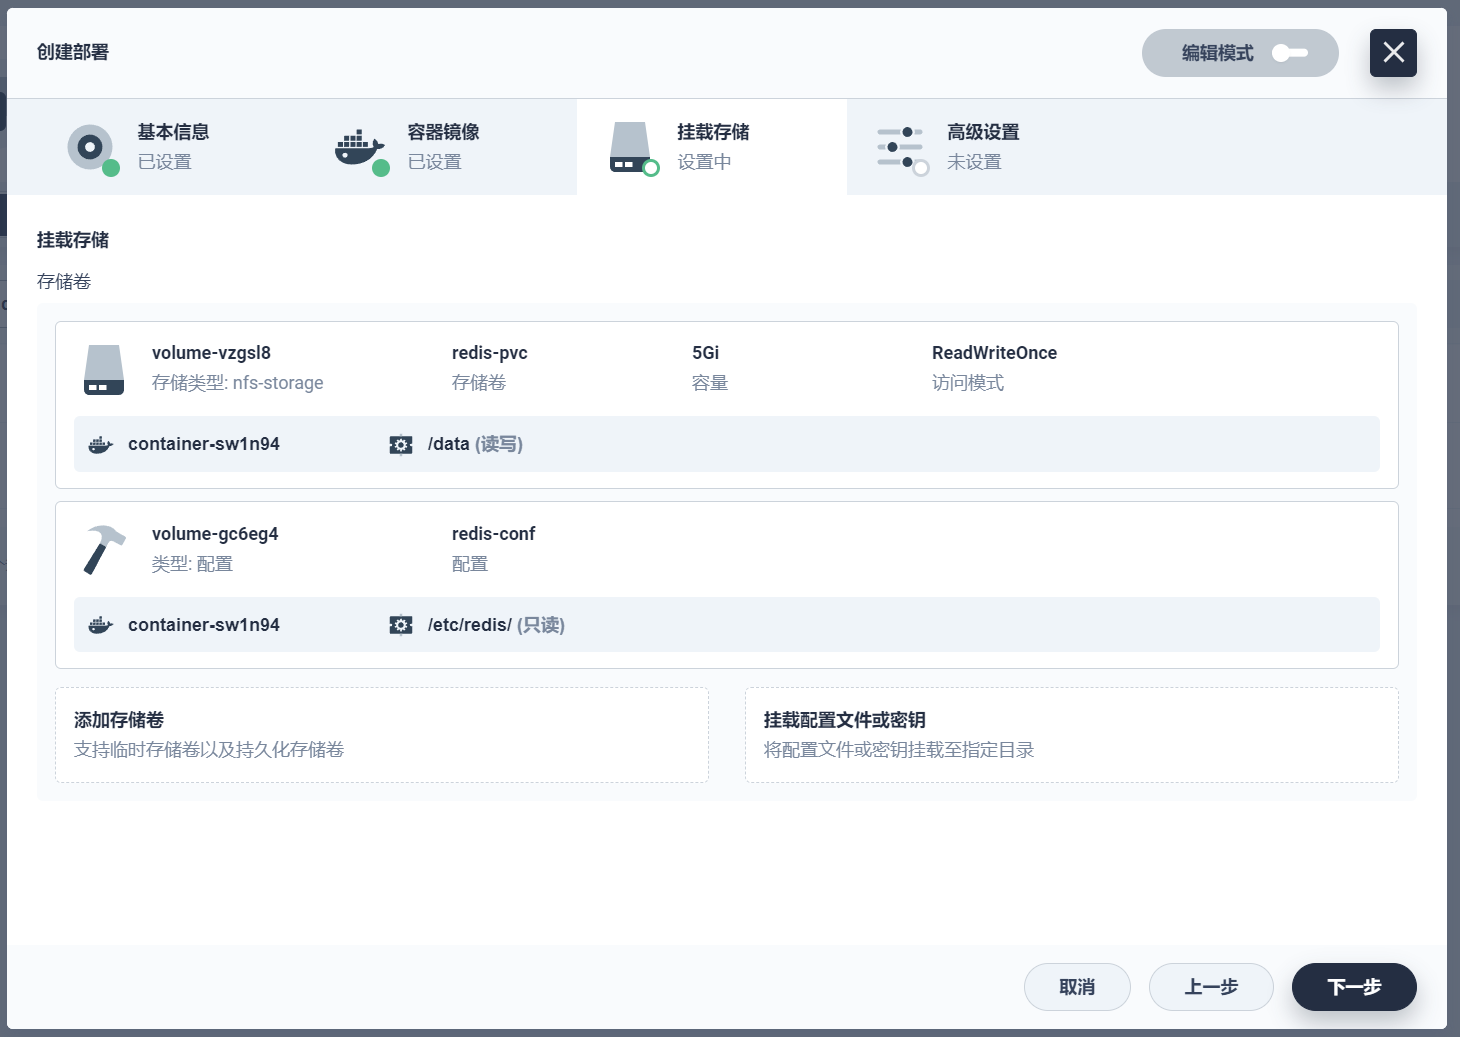 创建部署
编辑模式
基本信息
已设置
容器镜像
已设置
挂载存储
设置中
高级设置
未设置
挂载存储
存储卷
volume-vzgsl8
存储类型: nfs-storage
redis-pvc
存储卷
5Gi
容量
ReadWriteOnce
访问模式
container-sw1n94
/data (读写)
volume-gc6eg4
类型: 配置
redis-conf
配置
container-sw1n94
/etc/redis/ (只读)
添加存储卷
支持临时存储卷以及持久化存储卷
挂载配置文件或密钥
将配置文件或密钥挂载至指定目录
取消
上一步
下一步